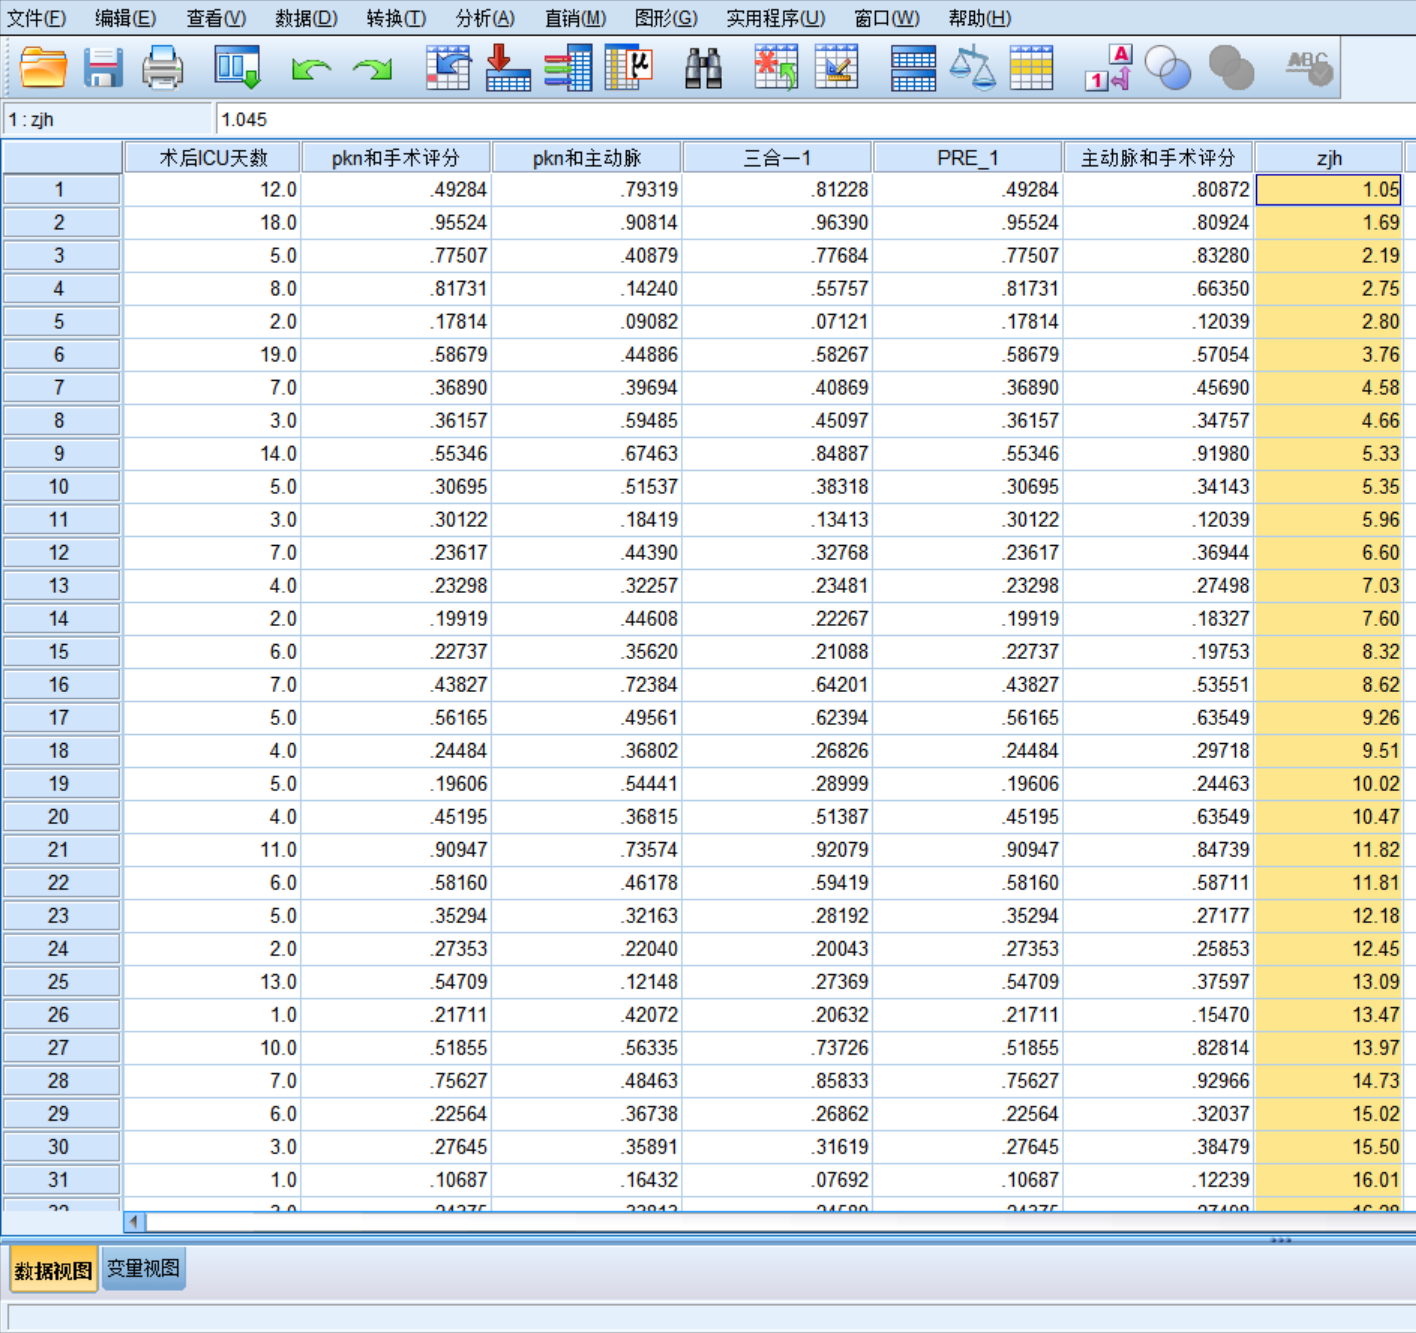 文件(F) 编辑(E) 查看(V) 数据(D) 转换(T) 分析(A) 直销(M) 图形(G) 实用程序(U) 窗口(W) 帮助(H)
μ A 1 ABC
1 : zjh 1.045
术后ICU天数 pkn和手术评分 pkn和主动脉 三合一1 PRE_1 主动脉和手术评分 zjh
1 12.0 .49284 .79319 .81228 .49284 .80872 1.05
2 18.0 .95524 .90814 .96390 .95524 .80924 1.69
3 5.0 .77507 .40879 .77684 .77507 .83280 2.19
4 8.0 .81731 .14240 .55757 .81731 .66350 2.75
5 2.0 .17814 .09082 .07121 .17814 .12039 2.80
6 19.0 .58679 .44886 .58267 .58679 .57054 3.76
7 7.0 .36890 .39694 .40869 .36890 .45690 4.58
8 3.0 .36157 .59485 .45097 .36157 .34757 4.66
9 14.0 .55346 .67463 .84887 .55346 .91980 5.33
10 5.0 .30695 .51537 .38318 .30695 .34143 5.35
11 3.0 .30122 .18419 .13413 .30122 .12039 5.96
12 7.0 .23617 .44390 .32768 .23617 .36944 6.60
13 4.0 .23298 .32257 .23481 .23298 .27498 7.03
14 2.0 .19919 .44608 .22267 .19919 .18327 7.60
15 6.0 .22737 .35620 .21088 .22737 .19753 8.32
16 7.0 .43827 .72384 .64201 .43827 .53551 8.62
17 5.0 .56165 .49561 .62394 .56165 .63549 9.26
18 4.0 .24484 .36802 .26826 .24484 .29718 9.51
19 5.0 .19606 .54441 .28999 .19606 .24463 10.02
20 4.0 .45195 .36815 .51387 .45195 .63549 10.47
21 11.0 .90947 .73574 .92079 .90947 .84739 11.82
22 6.0 .58160 .46178 .59419 .58160 .58711 11.81
23 5.0 .35294 .32163 .28192 .35294 .27177 12.18
24 2.0 .27353 .22040 .20043 .27353 .25853 12.45
25 13.0 .54709 .12148 .27369 .54709 .37597 13.09
26 1.0 .21711 .42072 .20632 .21711 .15470 13.47
27 10.0 .51855 .56335 .73726 .51855 .82814 13.97
28 7.0 .75627 .48463 .85833 .75627 .92966 14.73
29 6.0 .22564 .36738 .26862 .22564 .32037 15.02
30 3.0 .27645 .35891 .31619 .27645 .38479 15.50
31 1.0 .10687 .16432 .07692 .10687 .12239 16.01
数据视图 变量视图